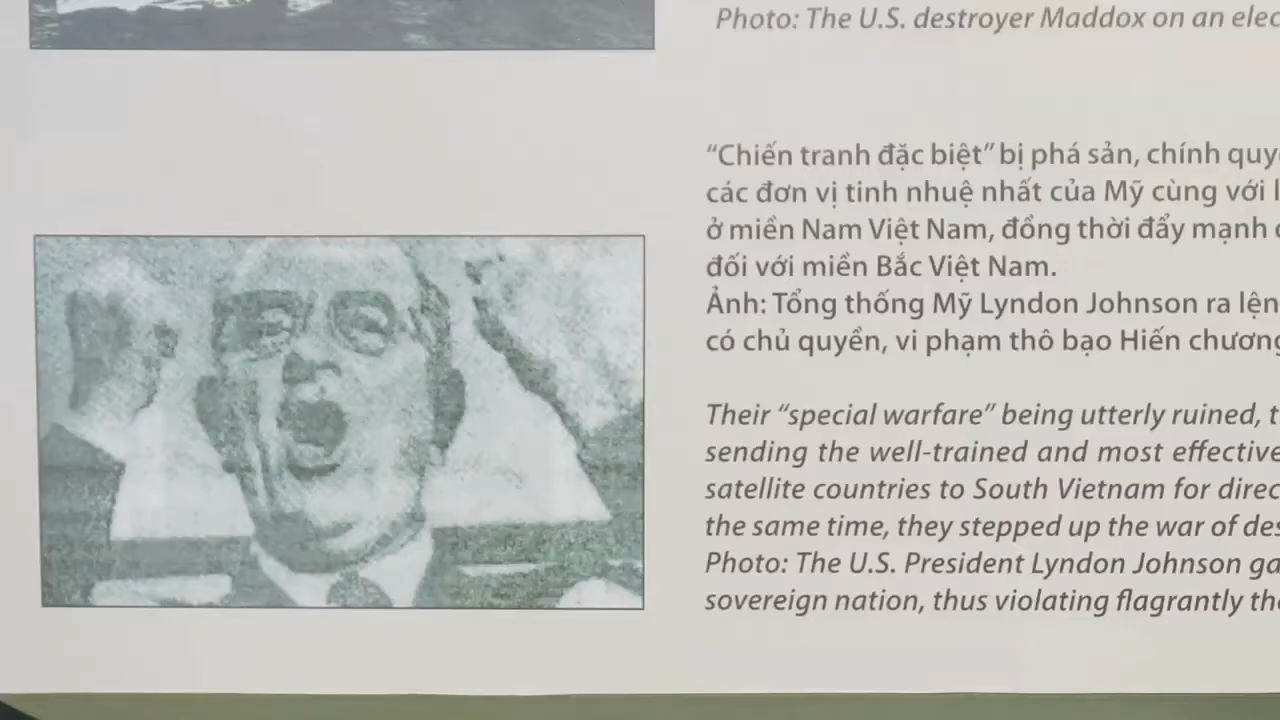 Photo: The U.S. destroyer Maddox on an elec
“Chiến tranh đặc biệt” bị phá sản, chính quy
các đơn vị tinh nhuệ nhất của Mỹ cùng với l
ở miền Nam Việt Nam, đồng thời đẩy mạnh
đối với miền Bắc Việt Nam.
Ảnh: Tổng thống Mỹ Lyndon Johnson ra lện
có chủ quyền, vi phạm thô bạo Hiến chương
Their “special warfare” being utterly ruined, t
sending the well-trained and most effective
satellite countries to South Vietnam for direc
the same time, they stepped up the war of des
Photo: The U.S. President Lyndon Johnson ga
sovereign nation, thus violating flagrantly the